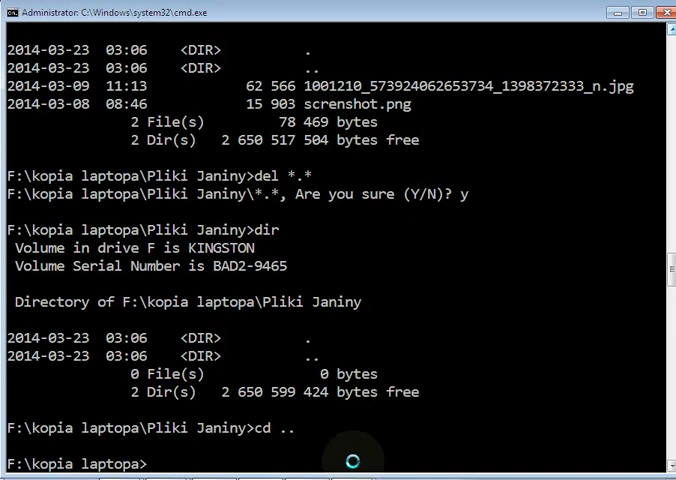 Administrator: C:\Windows\system32\cmd.exe
2014-03-23  03:06    <DIR>          .
2014-03-23  03:06    <DIR>          ..
2014-03-09  11:13            62 566 1001210_573924062653734_1398372333_n.jpg
2014-03-08  08:46            15 903 screnshot.png
2 File(s)         78 469 bytes
2 Dir(s)   2 650 517 504 bytes free
F:\kopia laptopa\Pliki Janiny>del *.*
F:\kopia laptopa\Pliki Janiny\*.*, Are you sure (Y/N)? y
F:\kopia laptopa\Pliki Janiny>dir
Volume in drive F is KINGSTON
Volume Serial Number is BAD2-9465
Directory of F:\kopia laptopa\Pliki Janiny
2014-03-23  03:06    <DIR>          .
2014-03-23  03:06    <DIR>          ..
0 File(s)              0 bytes
2 Dir(s)   2 650 599 424 bytes free
F:\kopia laptopa\Pliki Janiny>cd ..
F:\kopia laptopa>